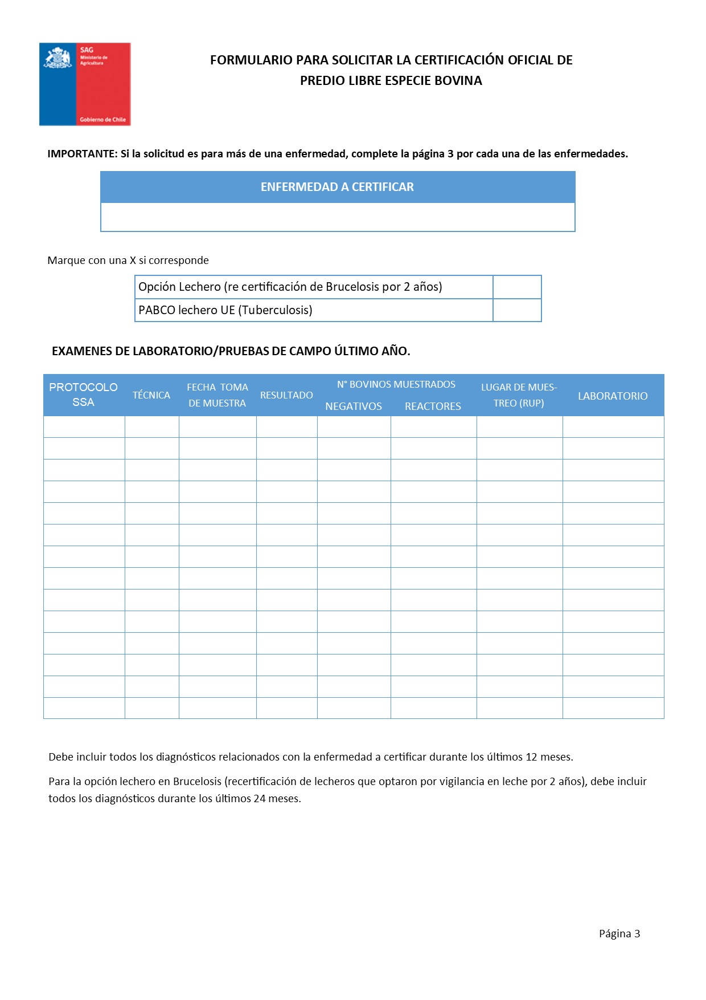 SAG
Ministerio de
Agricultura
Gobierno de Chile
FORMULARIO PARA SOLICITAR LA CERTIFICACIÓN OFICIAL DE
PREDIO LIBRE ESPECIE BOVINA
IMPORTANTE: Si la solicitud es para más de una enfermedad, complete la página 3 por cada una de las enfermedades.
ENFERMEDAD A CERTIFICAR
Marque con una X si corresponde
Opción Lechero (re certificación de Brucelosis por 2 años)
PABCO lechero UE (Tuberculosis)
EXAMENES DE LABORATORIO/PRUEBAS DE CAMPO ÚLTIMO AÑO.
PROTOCOLO
SSA
TÉCNICA
FECHA TOMA
DE MUESTRA
RESULTADO
N° BOVINOS MUESTRADOS
NEGATIVOS REACTORES
LUGAR DE MUES-
TREO (RUP)
LABORATORIO
Debe incluir todos los diagnósticos relacionados con la enfermedad a certificar durante los últimos 12 meses.
Para la opción lechero en Brucelosis (recertificación de lecheros que optaron por vigilancia en leche por 2 años), debe incluir
todos los diagnósticos durante los últimos 24 meses.
Página 3